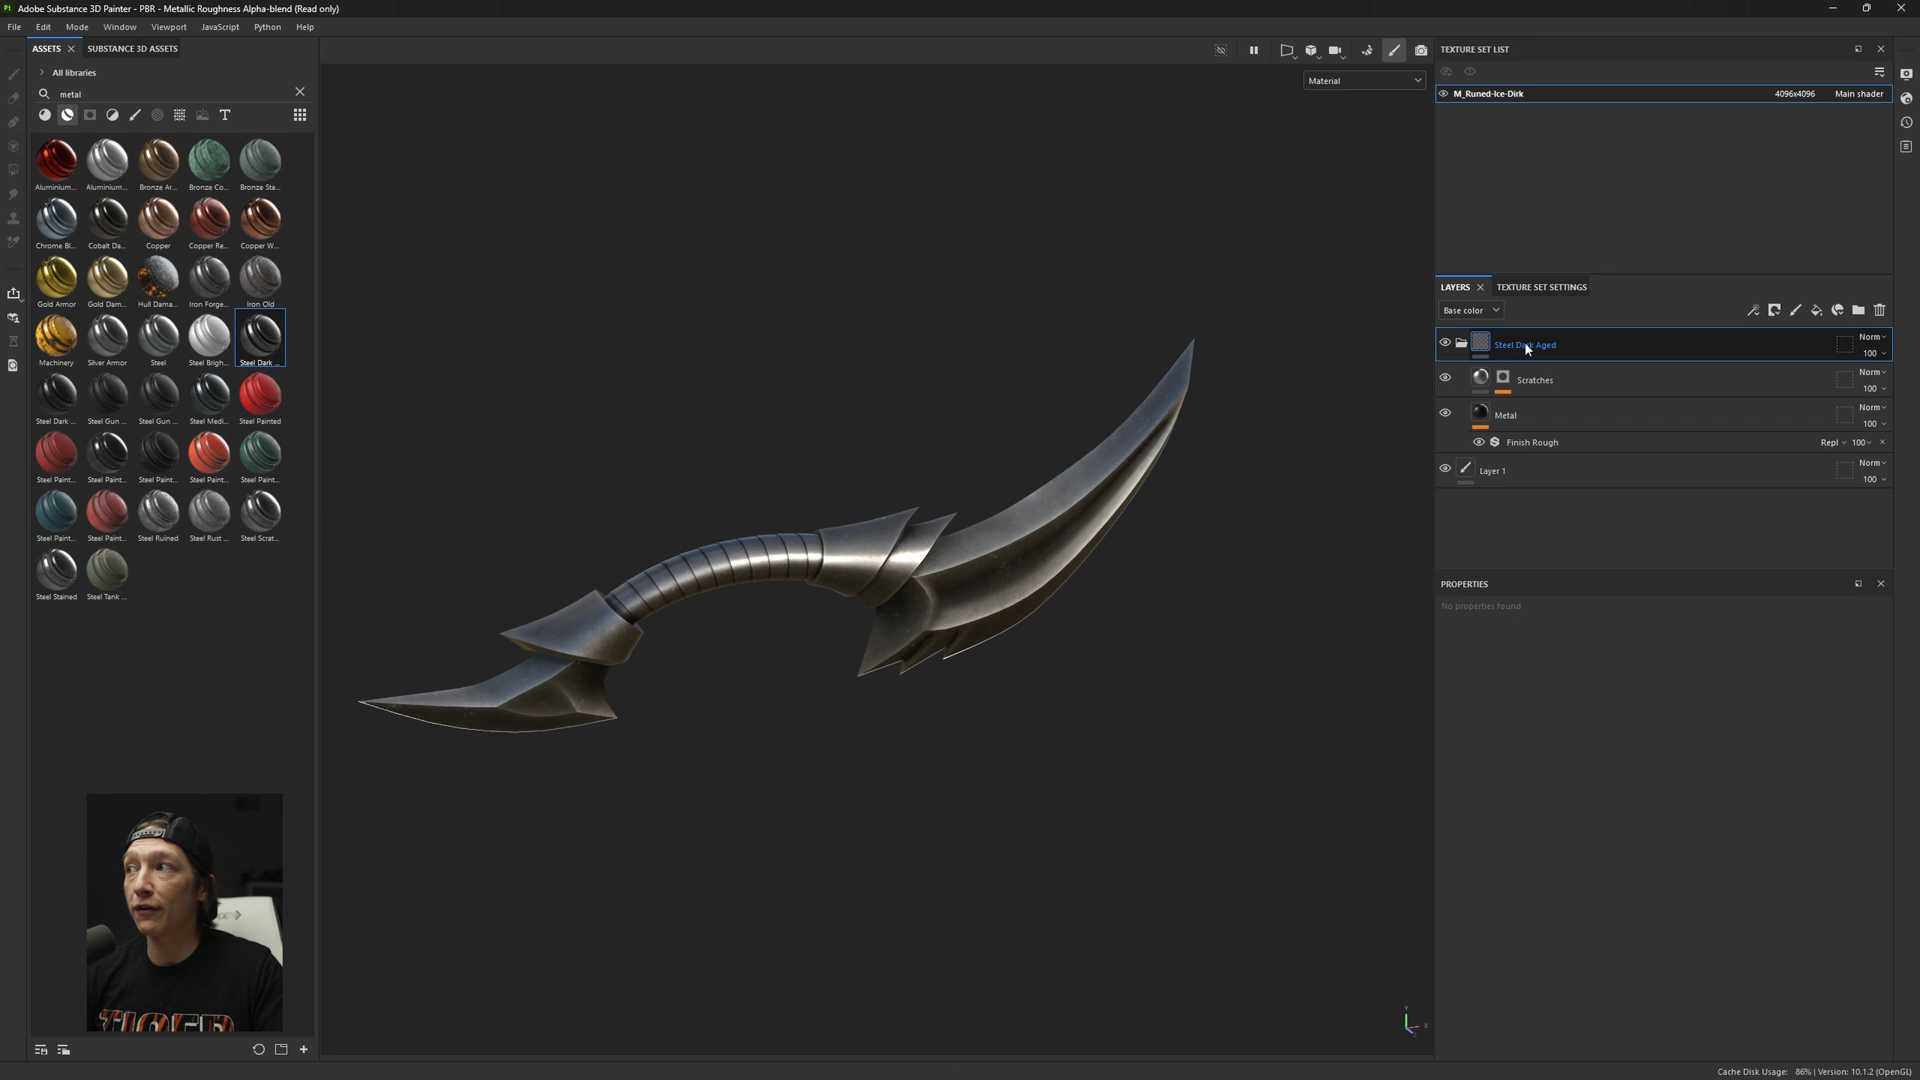 Pt Adobe Substance 3D Painter - PBR - Metallic Roughness Alpha-blend (Read only)
File Edit Mode Window Viewport JavaScript Python Help
ASSETS SUBSTANCE 3D ASSETS
All libraries
metal
Aluminium... Aluminium... Bronze Ar... Bronze Co... Bronze Sta...
Chrome Bl... Cobalt Da... Copper Copper Re... Copper W...
Gold Armor Gold Dam... Hull Dama... Iron Forge... Iron Old
Machinery Silver Armor Steel Steel Brigh... Steel Dark ...
Steel Dark ... Steel Gun ... Steel Gun ... Steel Medi... Steel Painted
Steel Paint... Steel Paint... Steel Paint... Steel Paint... Steel Paint...
Steel Paint... Steel Paint... Steel Ruined Steel Rust ... Steel Scrat...
Steel Stained Steel Tank ...
Material
TEXTURE SET LIST
M_Runed-Ice-Dirk 4096x4096 Main shader
LAYERS TEXTURE SET SETTINGS
Base color
Steel Dark Aged Norm 100
Scratches Norm 100
Metal Norm 100
Finish Rough Repl 100
Layer 1 Norm 100
PROPERTIES
No properties found
TIGER
Y
X
Cache Disk Usage: 86% | Version: 10.1.2 (OpenGL)